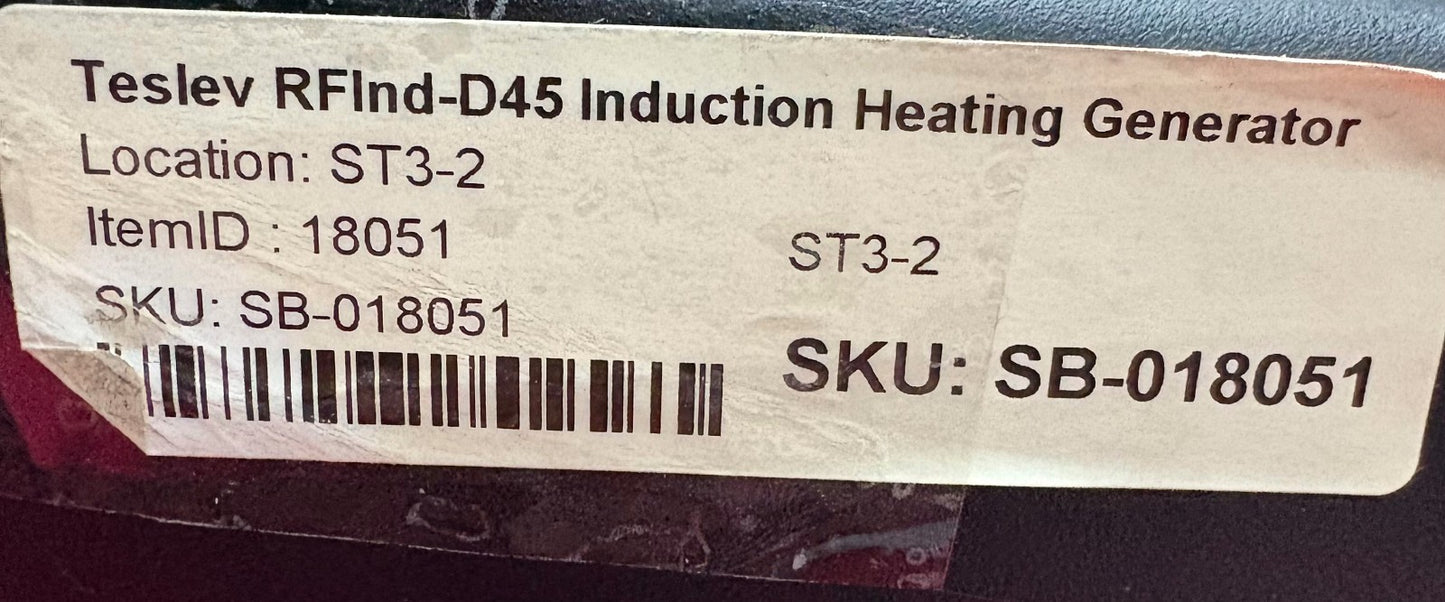 Teslev RFInd-D45 Induction Heating Generator
Location: ST3-2
ItemID : 18051
ST3-2
SKU: SB-018051
SKU: SB-018051